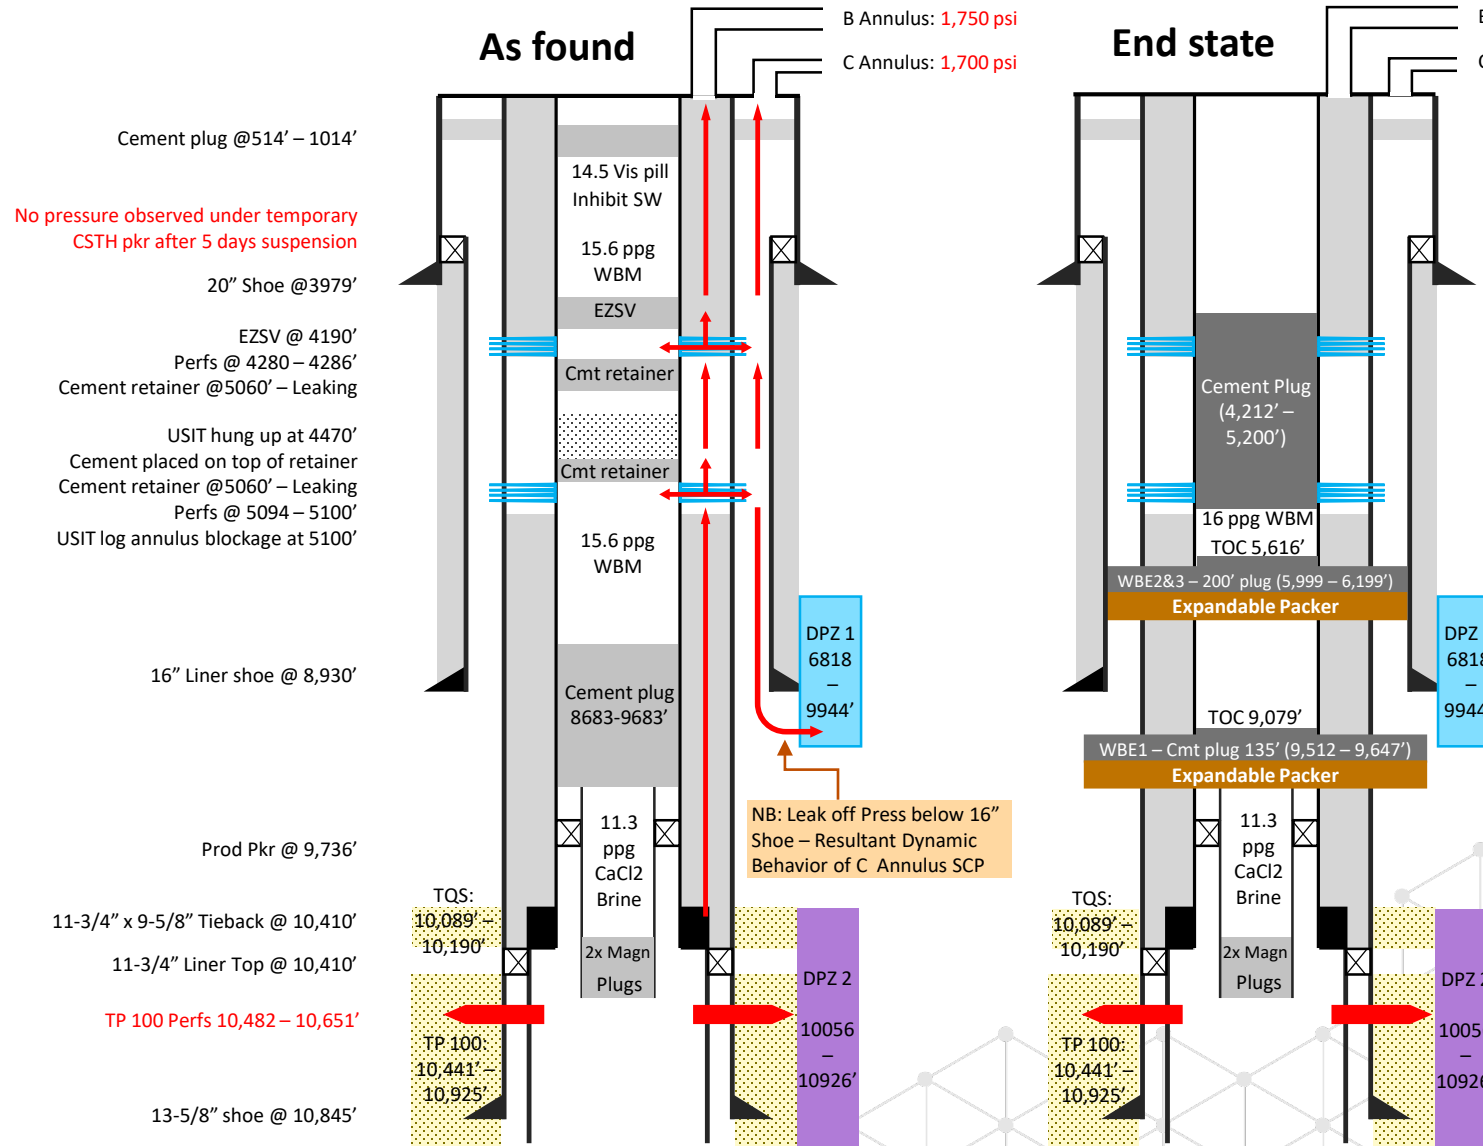 As found
B Annulus: 1,750 psi
C Annulus: 1,700 psi
Cement plug @514’ – 1014’
No pressure observed under temporary
CSTH pkr after 5 days suspension
20” Shoe @3979’
EZSV @ 4190’
Perfs @ 4280 – 4286’
Cement retainer @5060’ – Leaking
USIT hung up at 4470’
Cement placed on top of retainer
Cement retainer @5060’ – Leaking
Perfs @ 5094 – 5100’
USIT log annulus blockage at 5100’
16” Liner shoe @ 8,930’
Prod Pkr @ 9,736’
11-3/4” x 9-5/8” Tieback @ 10,410’
11-3/4” Liner Top @ 10,410’
TP 100 Perfs 10,482 – 10,651’
13-5/8” shoe @ 10,845’
14.5 Vis pill
Inhibit SW
15.6 ppg
WBM
EZSV
Cmt retainer
Cmt retainer
15.6 ppg
WBM
Cement plug
8683-9683’
11.3
ppg
CaCl2
Brine
2x Magn
Plugs
TQS:
10,089’ –
10,190’
TP 100:
10,441’ –
10,925’
DPZ 1
6818
–
9944’
NB: Leak off Press below 16”
Shoe – Resultant Dynamic
Behavior of C Annulus SCP
DPZ 2
10056
–
10926’
End state
Cement Plug
(4,212’ –
5,200’)
16 ppg WBM
TOC 5,616’
WBE2&3 – 200’ plug (5,999 – 6,199’)
Expandable Packer
TOC 9,079’
WBE1 – Cmt plug 135’ (9,512 – 9,647’)
Expandable Packer
11.3
ppg
CaCl2
Brine
2x Magn
Plugs
TQS:
10,089’ –
10,190’
TP 100:
10,441’ –
10,925’
DPZ
6818
–
9944
DPZ 2
1005
–
10926